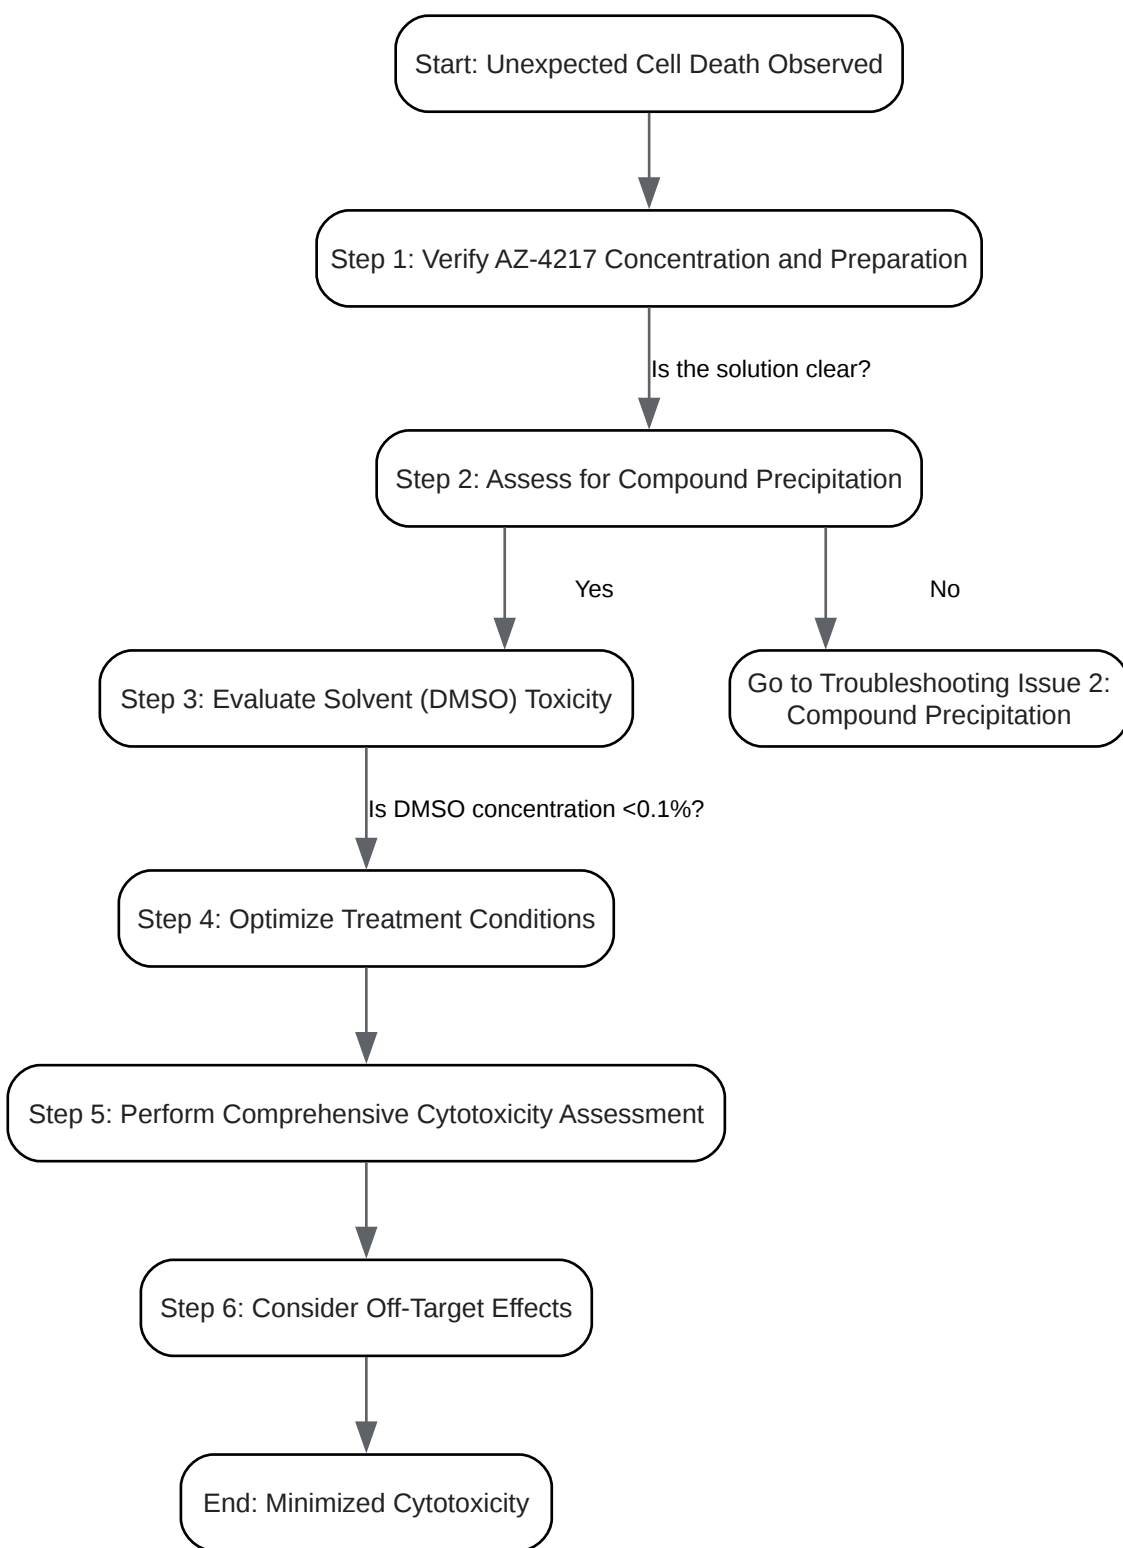 Start: Unexpected Cell Death Observed
Step 1: Verify AZ-4217 Concentration and Preparation
Is the solution clear?
Step 2: Assess for Compound Precipitation
Yes
No
Step 3: Evaluate Solvent (DMSO) Toxicity
Go to Troubleshooting Issue 2:
Compound Precipitation
Is DMSO concentration <0.1%?
Step 4: Optimize Treatment Conditions
Step 5: Perform Comprehensive Cytotoxicity Assessment
Step 6: Consider Off-Target Effects
End: Minimized Cytotoxicity